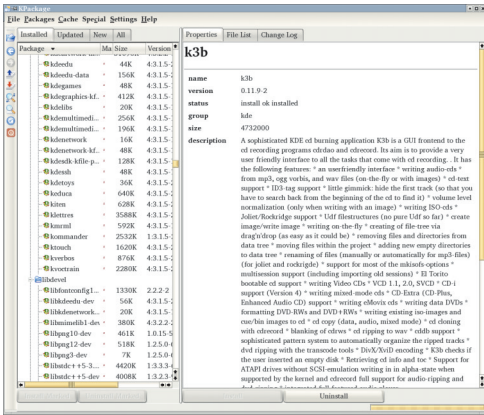 KPackage
File Packages Cache Special Settings Help
Installed Updated New All
Package Ma Size Version
kdeedu 44K 4:3.1.5-2
kdeedu-data 156K 4:3.1.5-2
kdegames 48K 4:3.1.5-
kdegraphics-kf... 412K 4:3.1.5-
kdelibs 20K 4:3.1.5-
kdemultimedi... 256K 4:3.1.5-
kdemultimedi... 196K 4:3.1.5-
kdenetwork 16K 4:3.1.5-
kdenetwork-kf... 48K 4:3.1.5-
kdesdk-kfile-p... 128K 4:3.1.5-
kdessh 48K 4:3.1.5-
kdetoys 36K 4:3.1.5-2
keduca 640K 4:3.1.5-2
kiten 628K 4:3.1.5-2
klettres 3588K 4:3.1.5-2
kmrml 592K 4:3.1.5-
kommander 2532K 1:3.1.5-
ktouch 1620K 4:3.1.5-2
kverbos 876K 4:3.1.5-2
kvoctrain 2280K 4:3.1.5-2
libdevel
libfontconfig1... 1330K 2.2.2-2
libkdeedu-dev 56K 4:3.1.5-2
libkdenetwork... 20K 4:3.1.5-
libmimelib1-dev 380K 4:3.2.2-
libpng10-dev 461K 1.0.15-5
libpng12-dev 518K 1.2.5.0-
libpng3-dev 7K 1.2.5.0-
libstdc++5-3.... 4420K 1:3.3.3-
libstdc++5-dev 4008K 1:3.2.3-
Properties File List Change Log
k3b
name k3b
version 0.11.9-2
status install ok installed
group kde
size 4732000
description A sophisticated KDE cd burning application K3b is a GUI frontend to the
cd recording programs cdrdao and cdrecord. Its aim is to provide a very
user friendly interface to all the tasks that come with cd recording. . It has
the following features: * an userfriendly interface * writing audio-cds *
from mp3, ogg vorbis, and wav files (on-the-fly or with images) * cd-text
support * ID3-tag support * little gimmick: hide the first track (so that you
have to search back from the beginning of the cd to find it) * volume level
normalization (only when writing with an image) * writing ISO-cds *
Joliet/Rockridge support * Udf filestructures (no pure Udf so far) * create
image/write image * writing on-the-fly * creating of file-tree via
drag'n'drop (as easy as it could be) * removing files and directories from
data tree * moving files within the project * adding new empty directories
to data tree * renaming of files (manually or automatically for mp3-files)
(for joliet and rockrigde) * support for most of the mkisofs-options *
multisession support (including importing old sessions) * El Torito
bootable cd support * writing Video CDs * VCD 1.1, 2.0, SVCD * CD-i
support (Version 4) * writing mixed-mode cds * CD-Extra (CD-Plus,
Enhanced Audio CD) support * writing eMovix cds * writing data DVDs *
formatting DVD-RWs and DVD+RWs * writing existing iso-images and
cue/bin images to cd * cd copy (data, audio, mixed mode) * cd cloning
with cdrecord * blanking of cdrws * cd ripping to wav * cddb support *
sophisticated pattern system to automatically organize the ripped tracks *
dvd ripping with the transcode tools * DivX/XviD encoding * K3b checks if
the user inserted an empty disk * Retrieving cd info and toc * Support for
ATAPI drives without SCSI-emulation writing in in alpha-state when
supported by the kernel and cdrecord full support for audio-ripping and
Uninstall